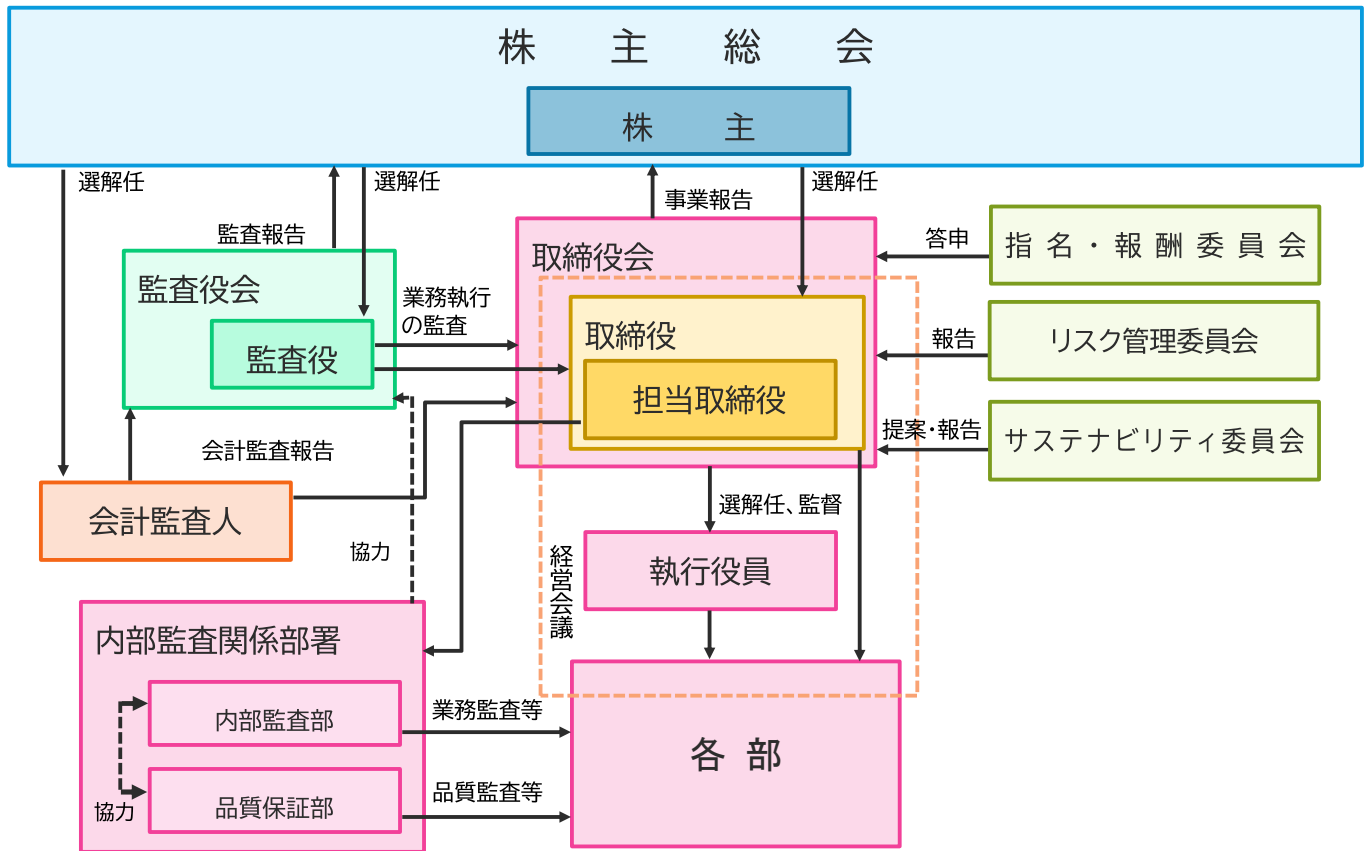 株主総会
株主
選解任
選解任
事業報告
選解任
監査報告
監査役会
監査役
業務執行
の監査
取締役会
取締役
担当取締役
答申
指名・報酬委員会
報告
リスク管理委員会
提案・報告
サステナビリティ委員会
会計監査報告
会計監査人
協力
選解任、監督
執行役員
経営会議
内部監査関係部署
内部監査部
業務監査等
各部
品質保証部
品質監査等
協力